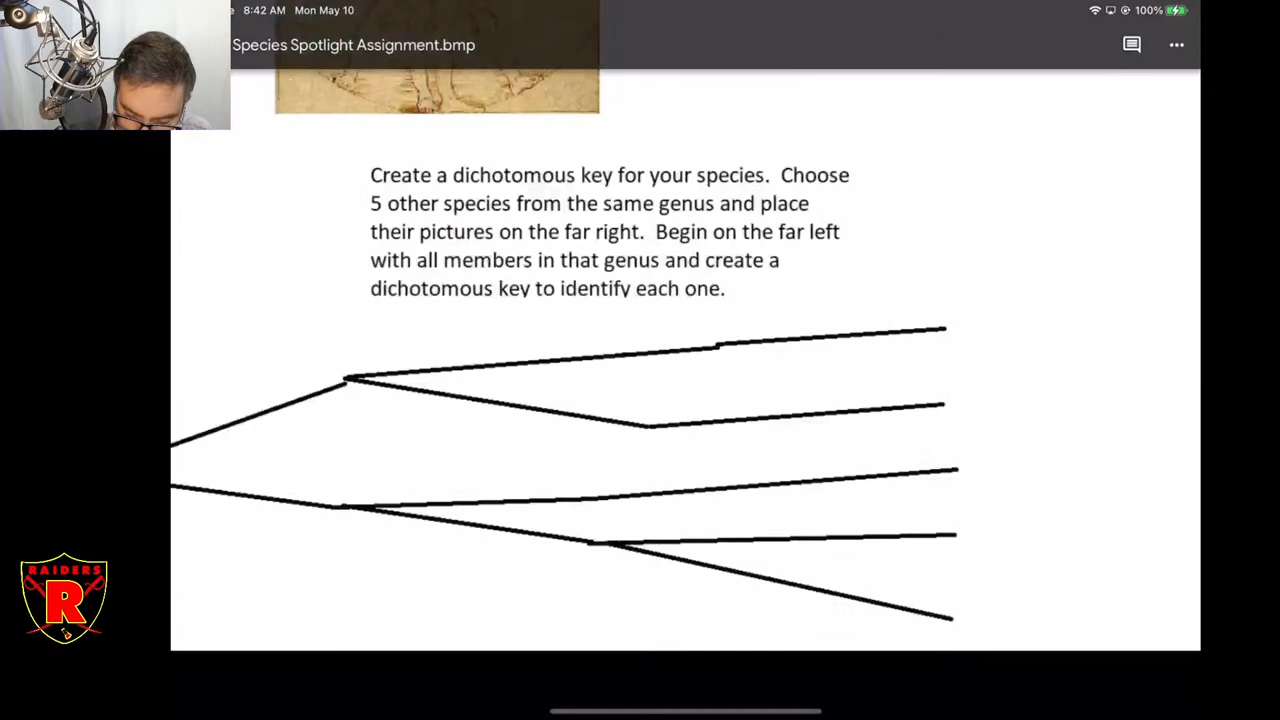 8:42 AM Mon May 10
100%
Species Spotlight Assignment.bmp
Create a dichotomous key for your species. Choose
5 other species from the same genus and place
their pictures on the far right. Begin on the far left
with all members in that genus and create a
dichotomous key to identify each one.
RAIDERS
R